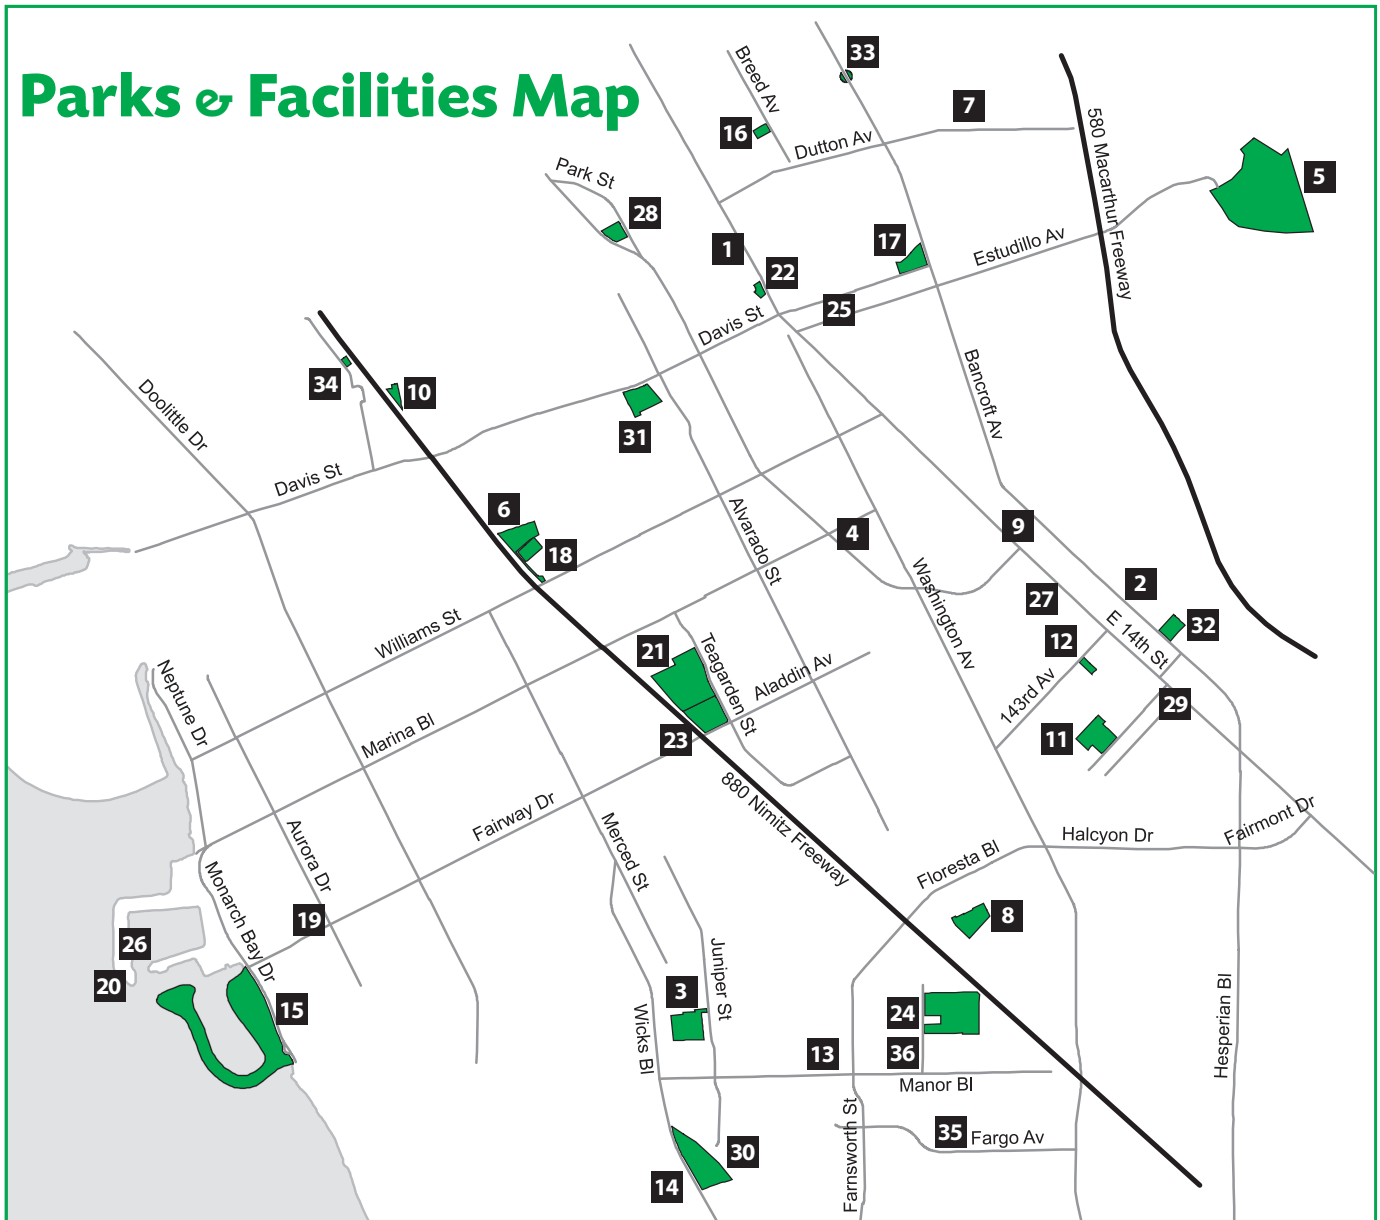 Parks & Facilities Map
33
Breed Av
7
16
Dutton Av
580 Macarthur Freeway
Park St
5
28
17
1
Estudillo Av
22
25
Davis St
34
10
Bancroft Av
Doolittle Dr
31
Davis St
6
Alvarado St
9
4
18
Washington Av
2
27
Williams St
E 14th St
32
12
21
Teagarden St
Aladdin Av
Neptune Dr
143rd Av
29
Marina Bl
23
11
880 Nimitz Freeway
Fairway Dr
Aurora Dr
Merced St
Halcyon Dr
Fairmont Dr
Floresta Bl
Monarch Bay Dr
19
8
26
Juniper St
20
3
15
24
Hesperian Bl
Wicks Bl
13
36
Manor Bl
Farnsworth St
35
Fargo Av
30
14